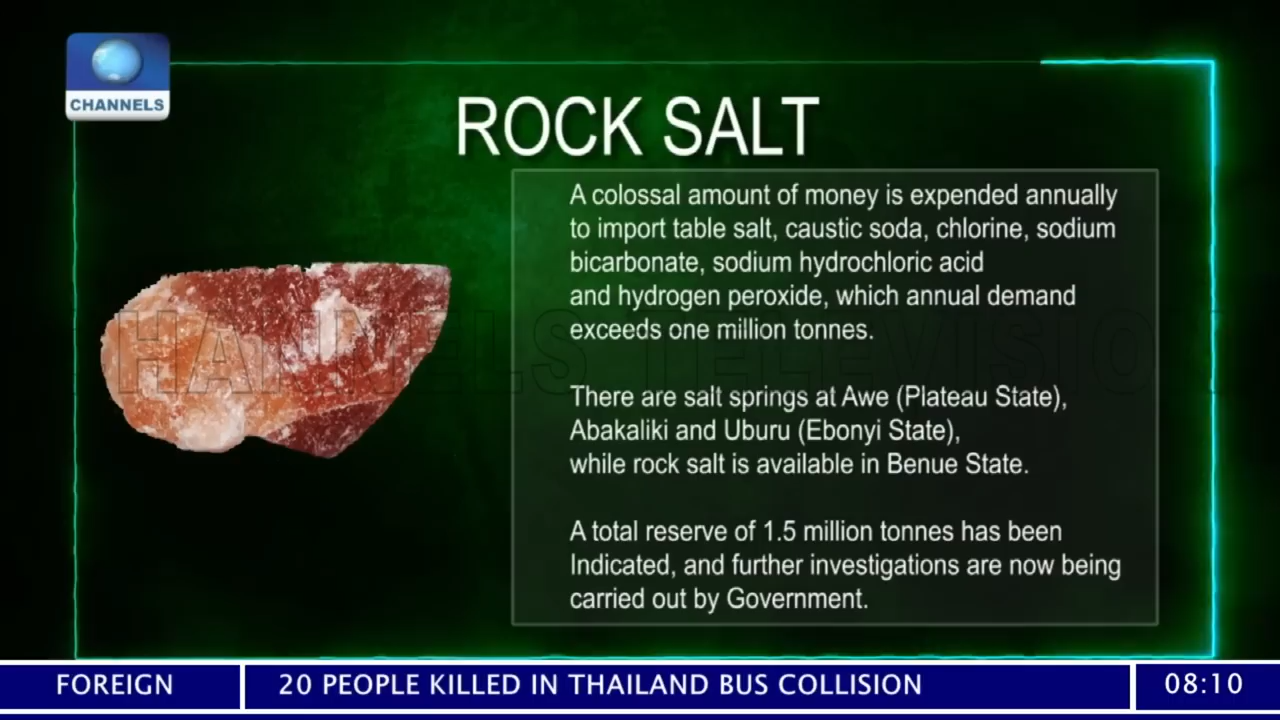 CHANNELS
ROCK SALT
A colossal amount of money is expended annually
to import table salt, caustic soda, chlorine, sodium
bicarbonate, sodium hydrochloric acid
and hydrogen peroxide, which annual demand
exceeds one million tonnes.
There are salt springs at Awe (Plateau State),
Abakaliki and Uburu (Ebonyi State),
while rock salt is available in Benue State.
A total reserve of 1.5 million tonnes has been
Indicated, and further investigations are now being
carried out by Government.
CHANNELS TELEVISION
FOREIGN
20 PEOPLE KILLED IN THAILAND BUS COLLISION
08:10